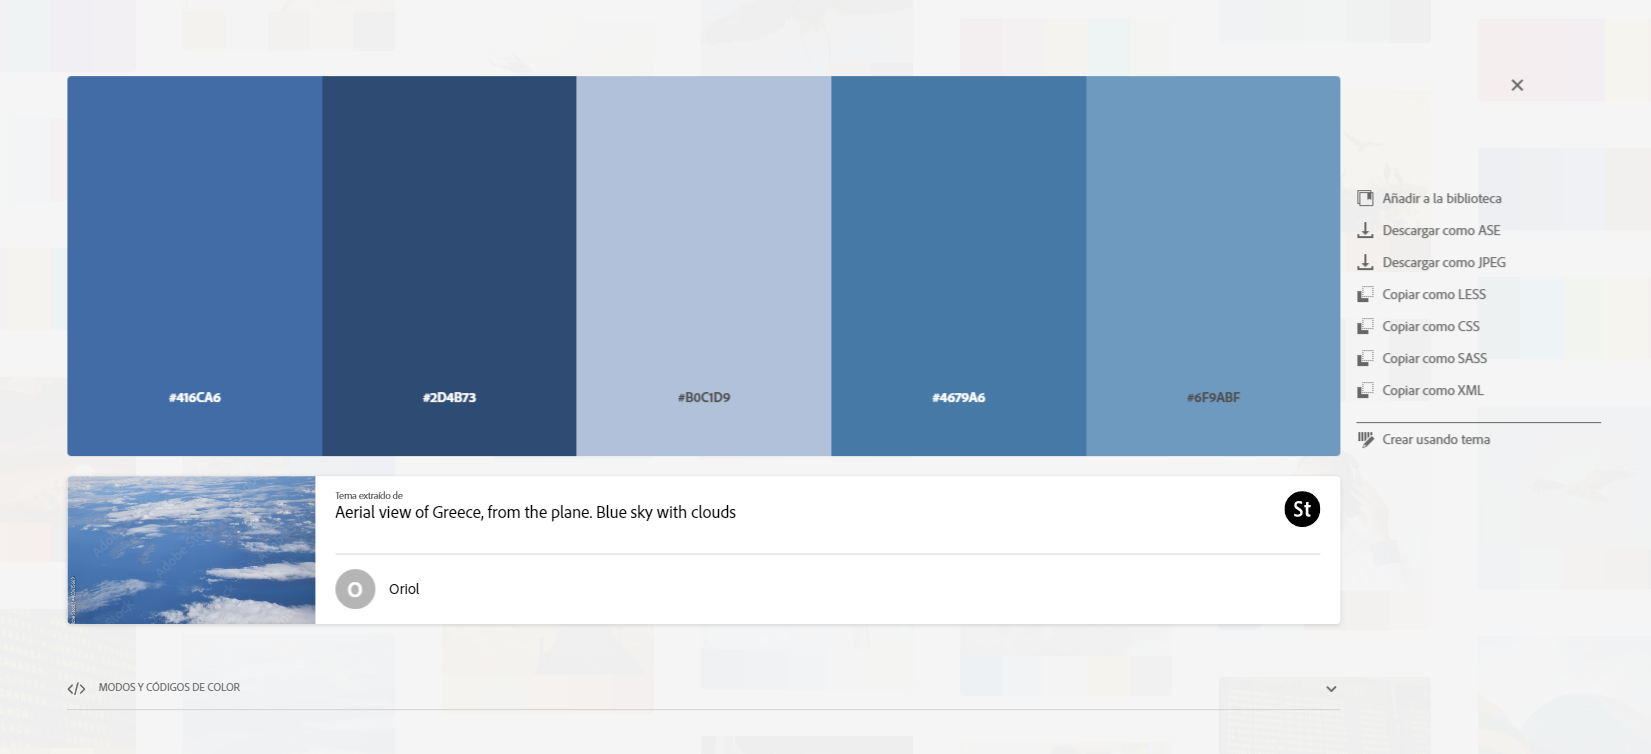 #416CA6
#2D4B73
#B0C1D9
#4679A6
#6F9ABF
Añadir a la biblioteca
Descargar como ASE
Descargar como JPEG
Copiar como LESS
Copiar como CSS
Copiar como SASS
Copiar como XML
Crear usando tema
Tema extraído de
Aerial view of Greece, from the plane. Blue sky with clouds
St
O
Oriol
</> MODOS Y CÓDIGOS DE COLOR